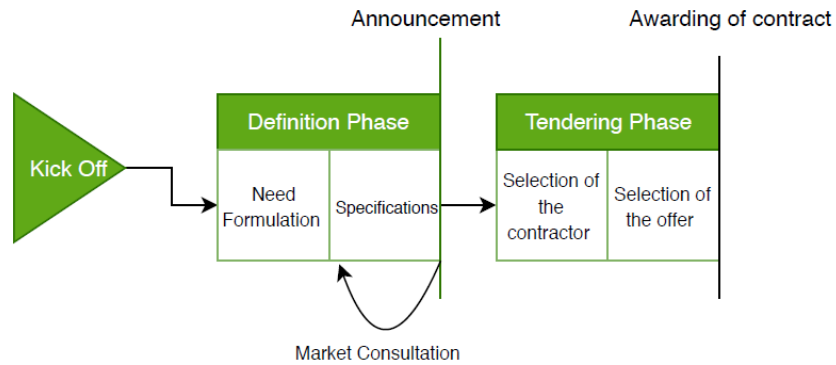 Announcement
Awarding of contract
Kick Off
Definition Phase
Tendering Phase
Need
Formulation
Specifications
Selection of
the
contractor
Selection of
the offer
Market Consultation